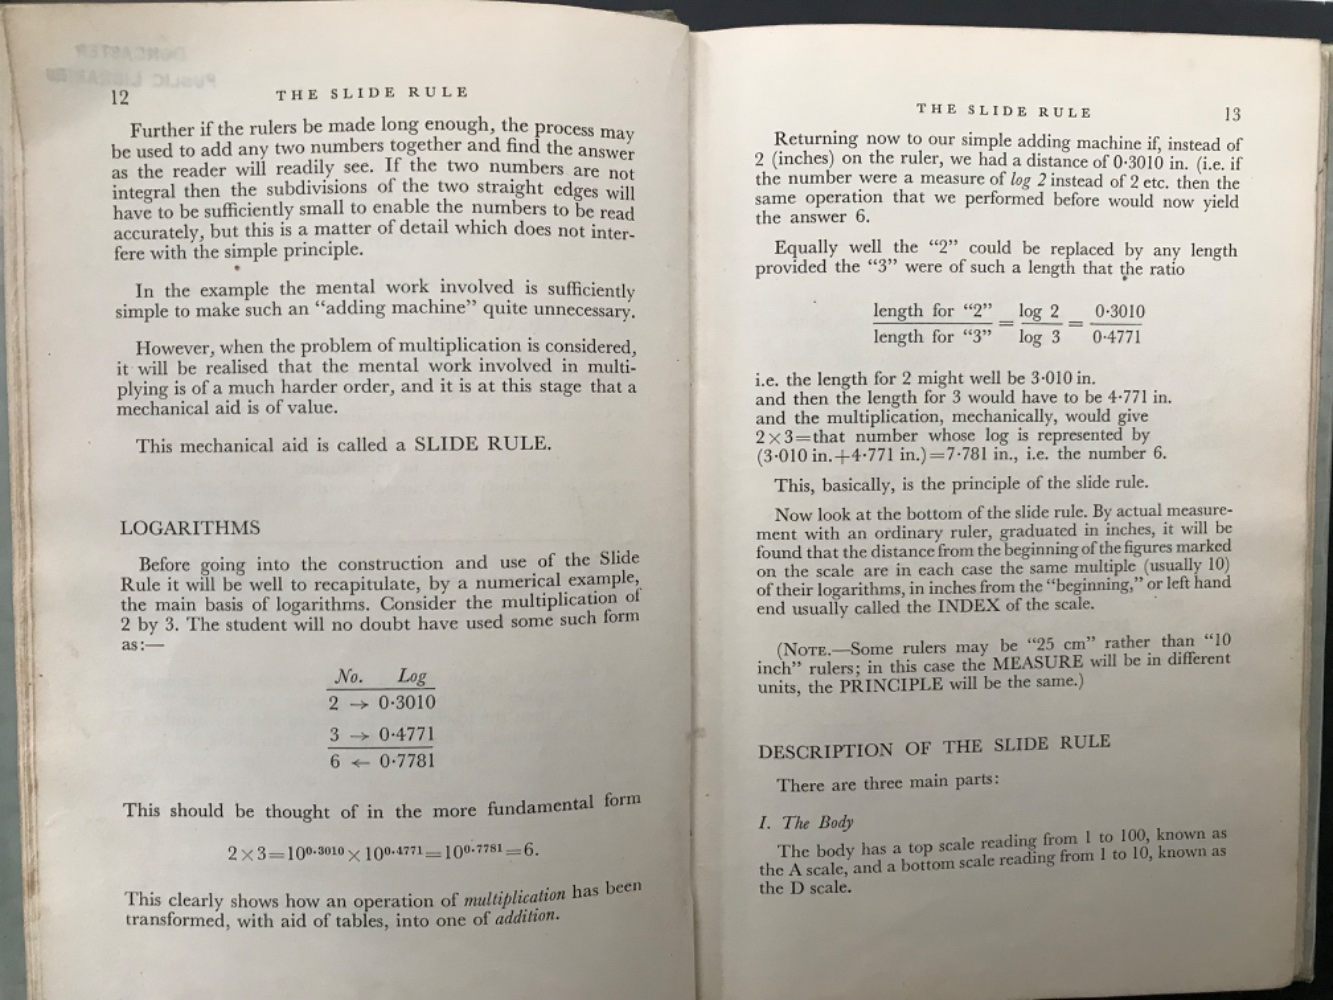 DONCASTER
PUBLIC LIBRARIES
12
THE SLIDE RULE
Further if the rulers be made long enough, the process may
be used to add any two numbers together and find the answer
as the reader will readily see. If the two numbers are not
integral then the subdivisions of the two straight edges will
have to be sufficiently small to enable the numbers to be read
accurately, but this is a matter of detail which does not inter-
fere with the simple principle.
In the example the mental work involved is sufficiently
simple to make such an “adding machine” quite unnecessary.
However, when the problem of multiplication is considered,
it will be realised that the mental work involved in multi-
plying is of a much harder order, and it is at this stage that a
mechanical aid is of value.
This mechanical aid is called a SLIDE RULE.
LOGARITHMS
Before going into the construction and use of the Slide
Rule it will be well to recapitulate, by a numerical example,
the main basis of logarithms. Consider the multiplication of
2 by 3. The student will no doubt have used some such form
as:—
No. Log
2 → 0·3010
3 → 0·4771
6 ← 0·7781
This should be thought of in the more fundamental form
2×3=10⁰·³⁰¹⁰×10⁰·⁴⁷⁷¹=10⁰·⁷⁷⁸¹=6.
This clearly shows how an operation of multiplication has been
transformed, with aid of tables, into one of addition.
THE SLIDE RULE
13
Returning now to our simple adding machine if, instead of
2 (inches) on the ruler, we had a distance of 0·3010 in. (i.e. if
the number were a measure of log 2 instead of 2 etc. then the
same operation that we performed before would now yield
the answer 6.
Equally well the “2” could be replaced by any length
provided the “3” were of such a length that the ratio
length for “2” log 2 0·3010
= =
length for “3” log 3 0·4771
i.e. the length for 2 might well be 3·010 in.
and then the length for 3 would have to be 4·771 in.
and the multiplication, mechanically, would give
2×3=that number whose log is represented by
(3·010 in.+4·771 in.)=7·781 in., i.e. the number 6.
This, basically, is the principle of the slide rule.
Now look at the bottom of the slide rule. By actual measure-
ment with an ordinary ruler, graduated in inches, it will be
found that the distance from the beginning of the figures marked
on the scale are in each case the same multiple (usually 10)
of their logarithms, in inches from the “beginning,” or left hand
end usually called the INDEX of the scale.
(NOTE.—Some rulers may be “25 cm” rather than “10
inch” rulers; in this case the MEASURE will be in different
units, the PRINCIPLE will be the same.)
DESCRIPTION OF THE SLIDE RULE
There are three main parts:
I. The Body
The body has a top scale reading from 1 to 100, known as
the A scale, and a bottom scale reading from 1 to 10, known as
the D scale.